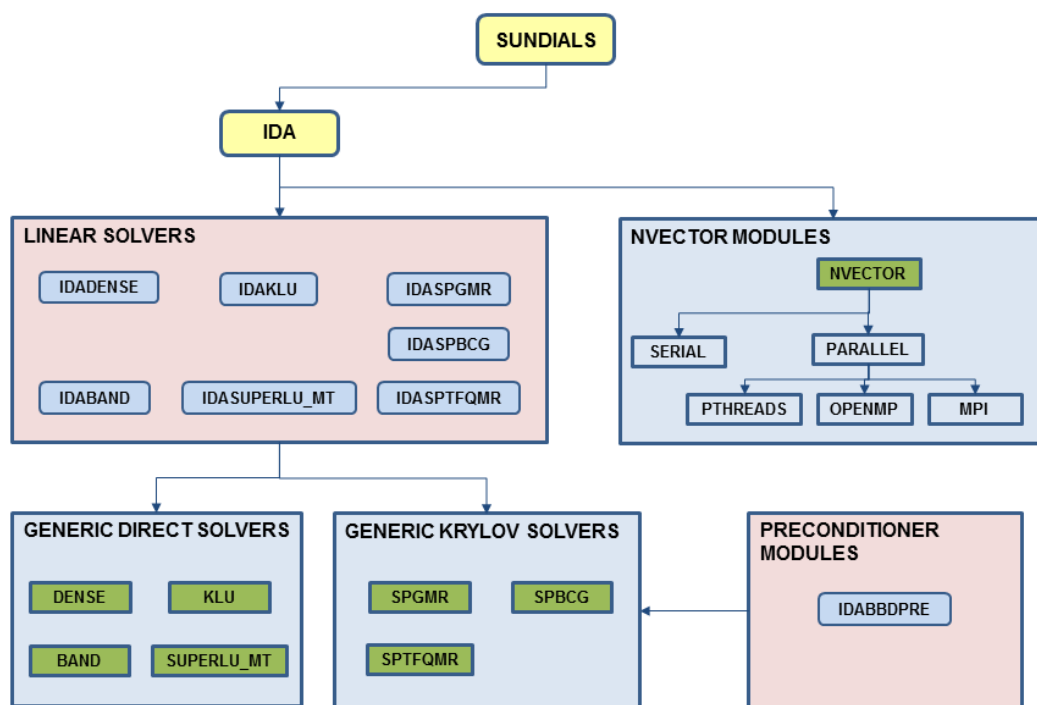 SUNDIALS
IDA
LINEAR SOLVERS
IDADENSE
IDAKLU
IDASPGMR
IDASPBCG
IDABAND
IDASUPERLU_MT
IDASPTFQMR
NVECTOR MODULES
NVECTOR
SERIAL
PARALLEL
PTHREADS
OPENMP
MPI
GENERIC DIRECT SOLVERS
DENSE
KLU
BAND
SUPERLU_MT
GENERIC KRYLOV SOLVERS
SPGMR
SPBCG
SPTFQMR
PRECONDITIONER
MODULES
IDABBDPRE